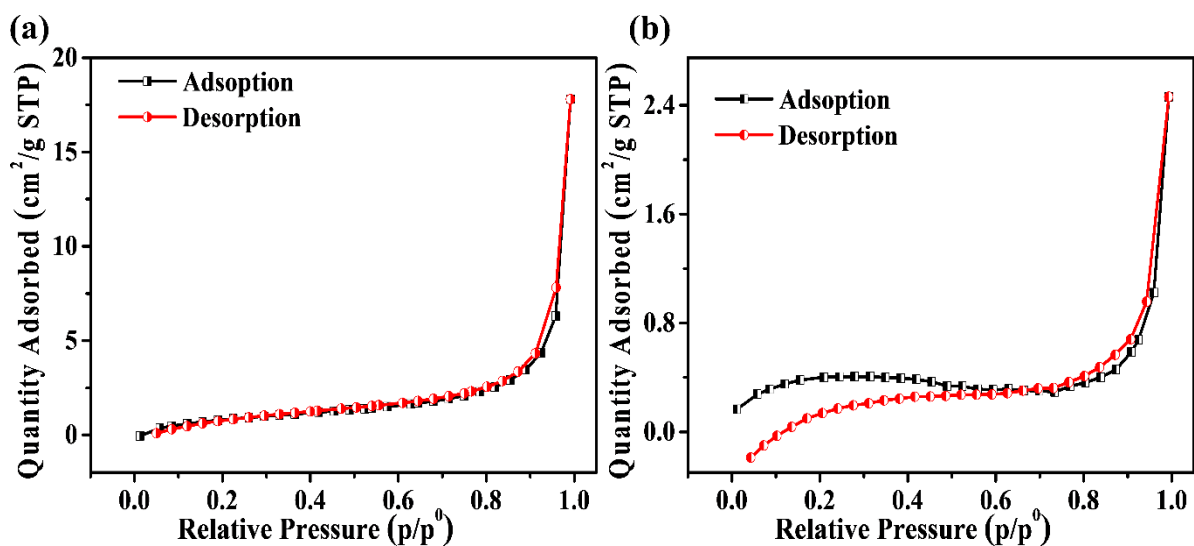 (a)
Quantity Adsorbed (cm²/g STP)
20
15
10
5
0
Adsoption
Desorption
0.0 0.2 0.4 0.6 0.8 1.0
Relative Pressure (p/p⁰)
(b)
Quantity Adsorbed (cm²/g STP)
2.4
1.6
0.8
0.0
Adsoption
Desorption
0.0 0.2 0.4 0.6 0.8 1.0
Relative Pressure (p/p⁰)